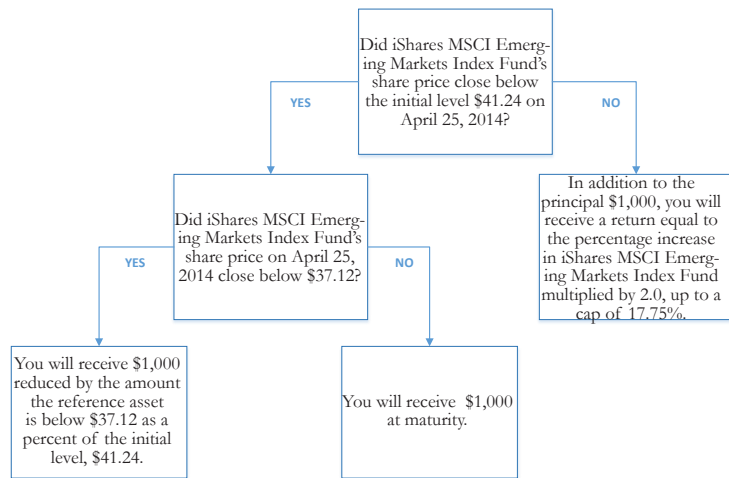 Did iShares MSCI Emerg-
ing Markets Index Fund's
share price close below
the initial level $41.24 on
April 25, 2014?
YES
NO
Did iShares MSCI Emerg-
ing Markets Index Fund's
share price on April 25,
2014 close below $37.12?
In addition to the
principal $1,000, you will
receive a return equal to
the percentage increase
in iShares MSCI Emerg-
ing Markets Index Fund
multiplied by 2.0, up to a
cap of 17.75%.
YES
NO
You will receive $1,000
reduced by the amount
the reference asset
is below $37.12 as a
percent of the initial
level, $41.24.
You will receive $1,000
at maturity.